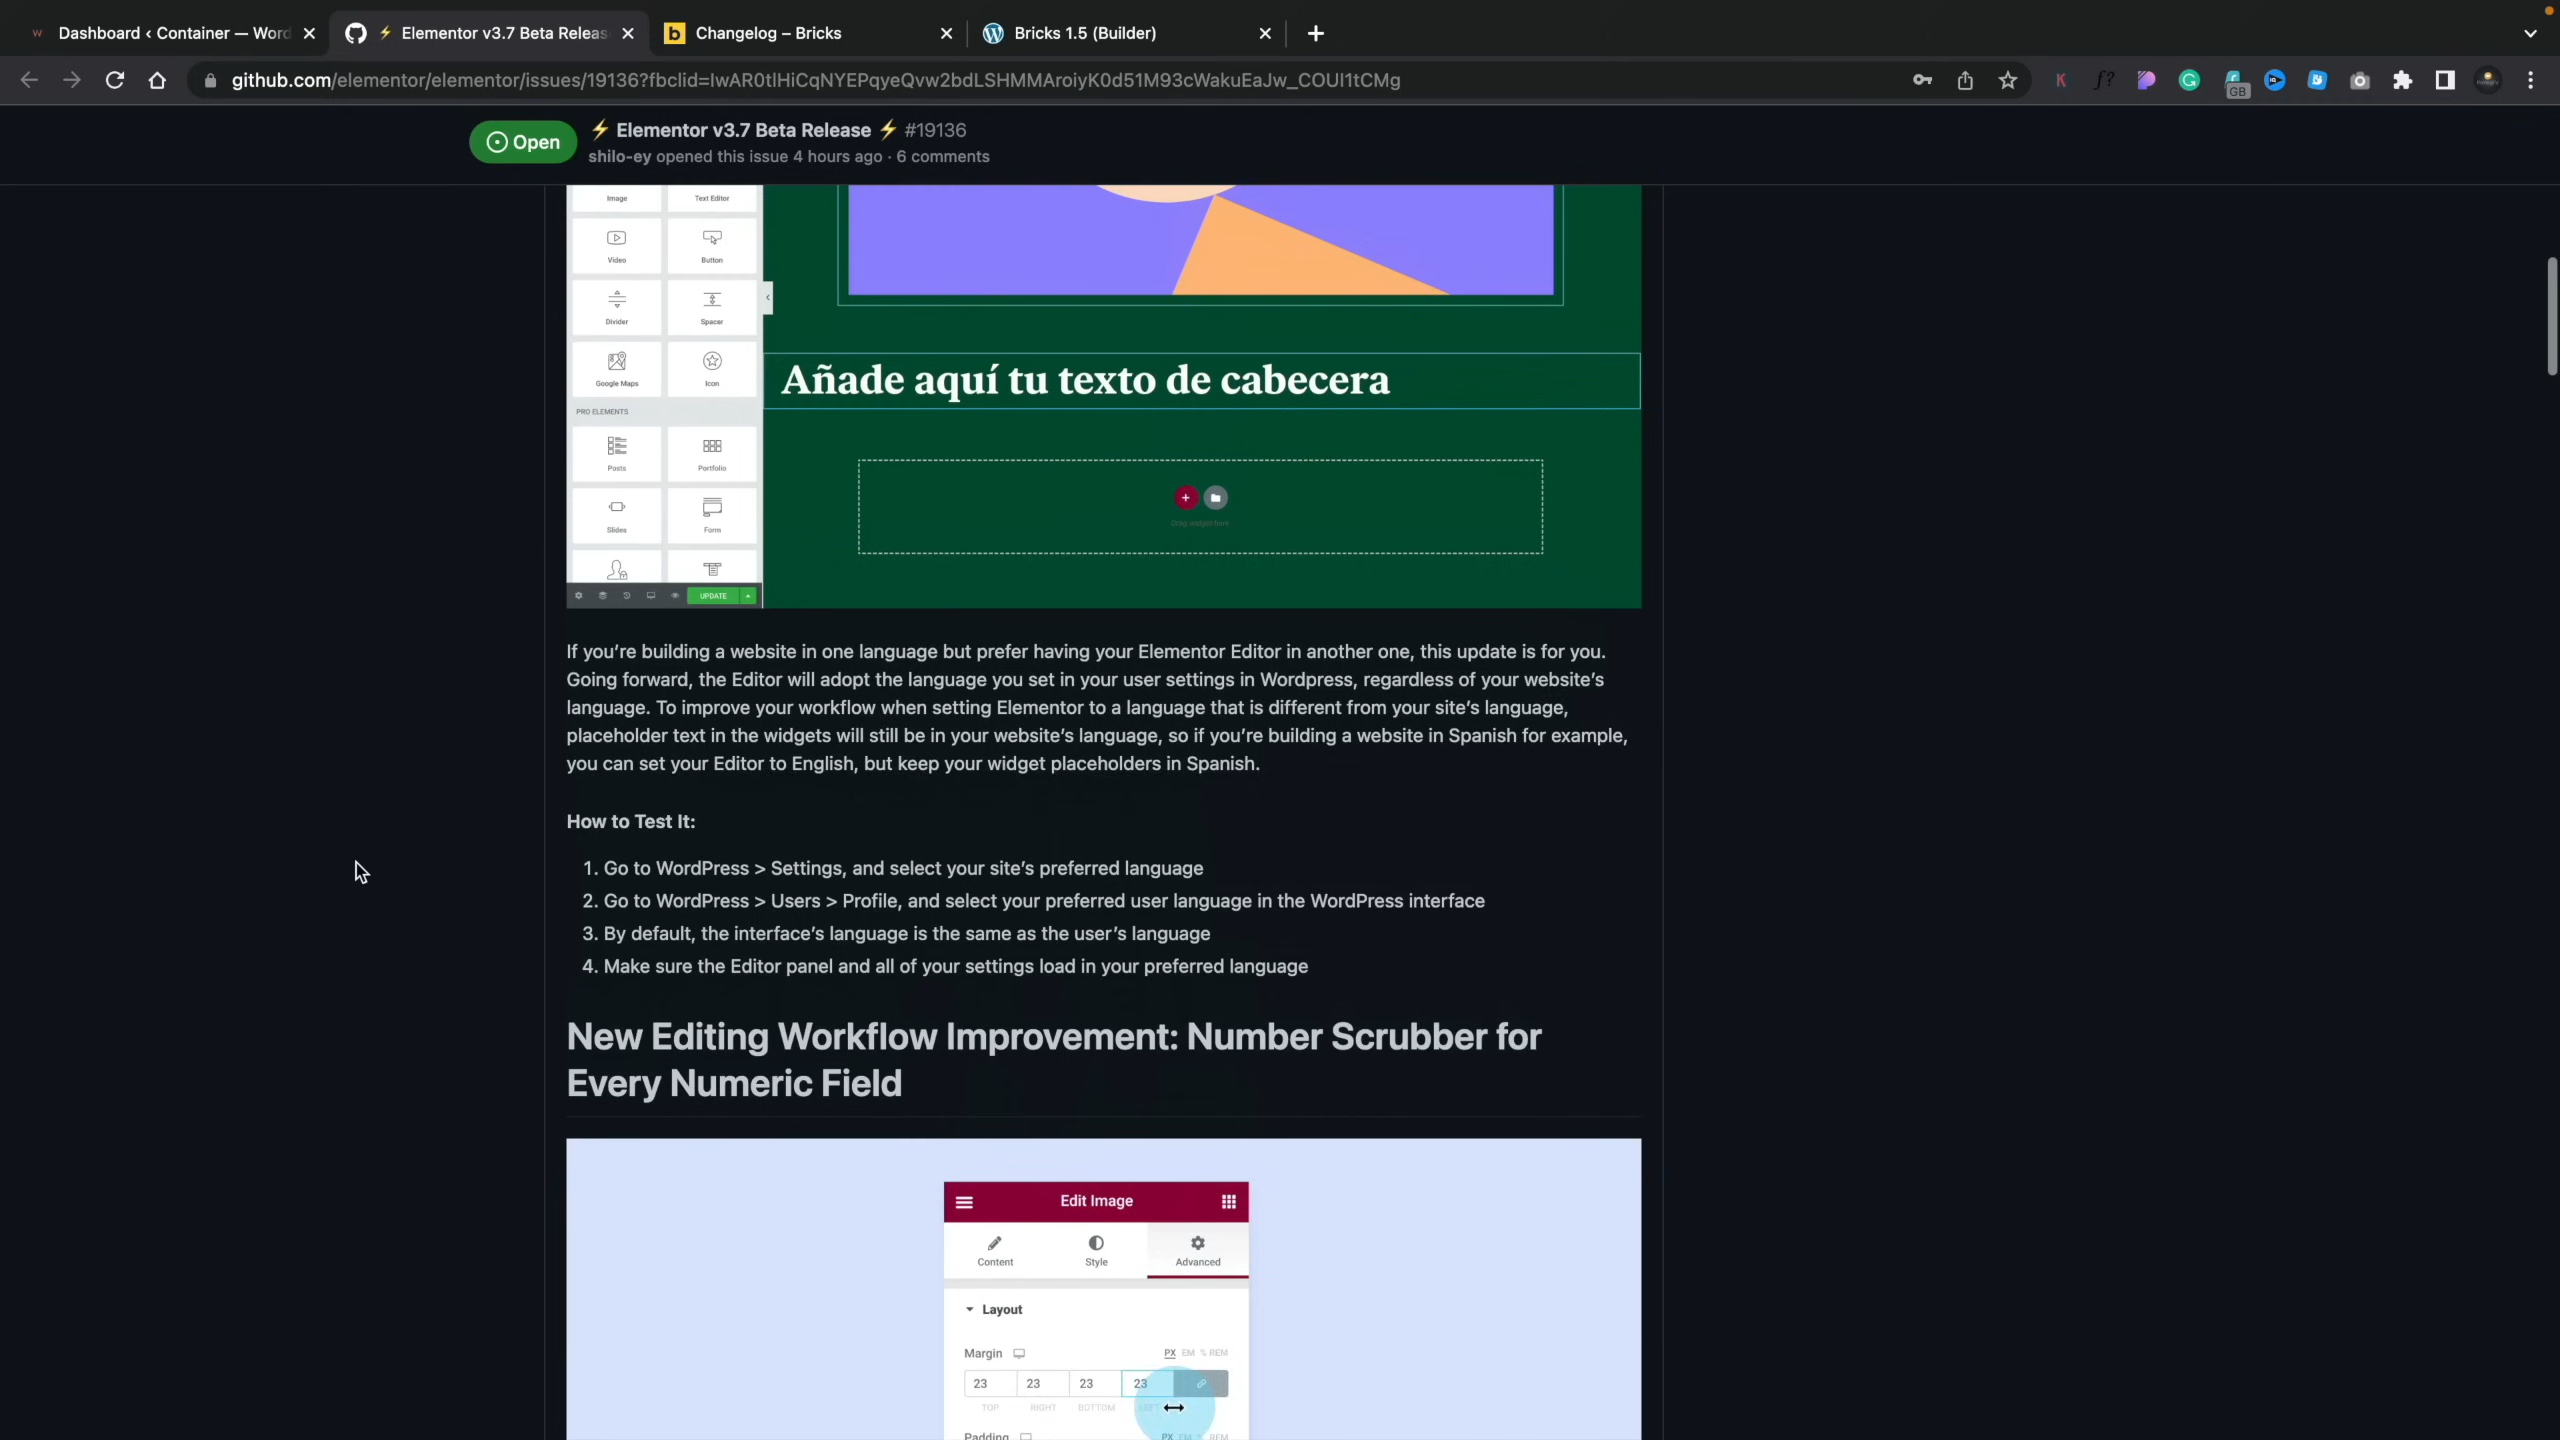 W Dashboard ‹ Container — Word
⚡ Elementor v3.7 Beta Releas
b Changelog – Bricks
Bricks 1.5 (Builder)
github.com/elementor/elementor/issues/19136?fbclid=IwAR0tlHiCqNYEPqyeQvw2bdLSHMMAroiyK0d51M93cWakuEaJw_COUl1tCMg
K
f?
G
GB
Open
⚡ Elementor v3.7 Beta Release ⚡ #19136
shilo-ey opened this issue 4 hours ago · 6 comments
Image
Text Editor
Video
Button
Divider
Spacer
Google Maps
Icon
PRO ELEMENTS
Posts
Portfolio
Slides
Form
UPDATE
Añade aquí tu texto de cabecera
Drag widget here
If you’re building a website in one language but prefer having your Elementor Editor in another one, this update is for you.
Going forward, the Editor will adopt the language you set in your user settings in Wordpress, regardless of your website’s
language. To improve your workflow when setting Elementor to a language that is different from your site’s language,
placeholder text in the widgets will still be in your website’s language, so if you’re building a website in Spanish for example,
you can set your Editor to English, but keep your widget placeholders in Spanish.
How to Test It:
1. Go to WordPress > Settings, and select your site’s preferred language
2. Go to WordPress > Users > Profile, and select your preferred user language in the WordPress interface
3. By default, the interface’s language is the same as the user’s language
4. Make sure the Editor panel and all of your settings load in your preferred language
New Editing Workflow Improvement: Number Scrubber for
Every Numeric Field
Edit Image
Content
Style
Advanced
Layout
Margin
PX EM % REM
23 23 23 23
TOP RIGHT BOTTOM LEFT
Padding
PX EM % REM